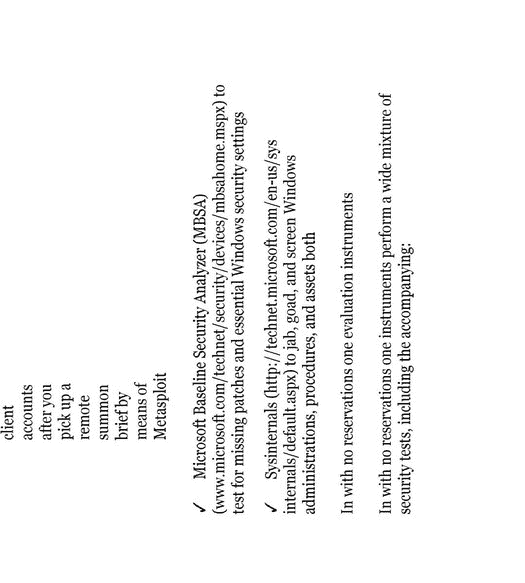 client
accounts
after you
pick up a
remote
summon
brief by
means of
Metasploit
✓ Microsoft Baseline Security Analyzer (MBSA)
(www.microsoft.com/technet/security/devices/mbsahome.mspx) to
test for missing patches and essential Windows security settings
✓ Sysinternals (http://technet.microsoft.com/en-us/sys
internals/default.aspx) to jab, goad, and screen Windows
administrations, procedures, and assets both
In with no reservations one evaluation instruments
In with no reservations one instruments perform a wide mixture of
security tests, including the accompanying: